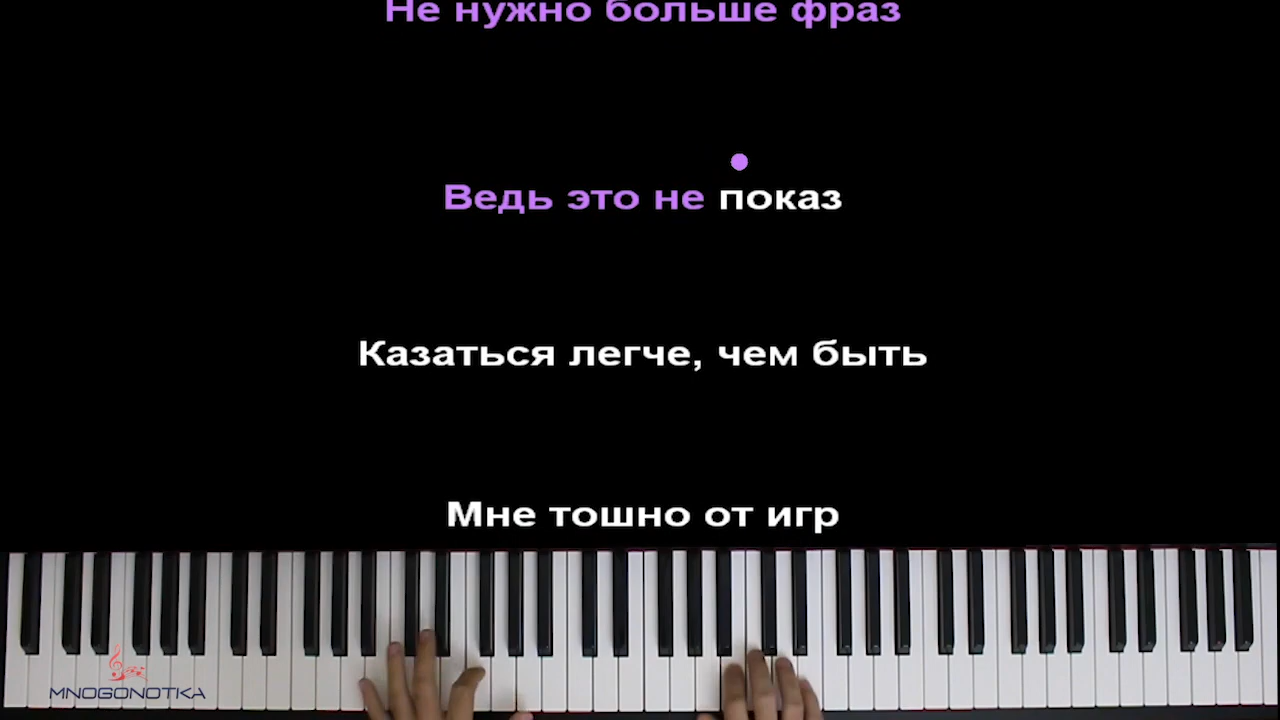 Не нужно больше фраз
Ведь это не показ
Казаться легче, чем быть
Мне тошно от игр
MNOGONOTKA